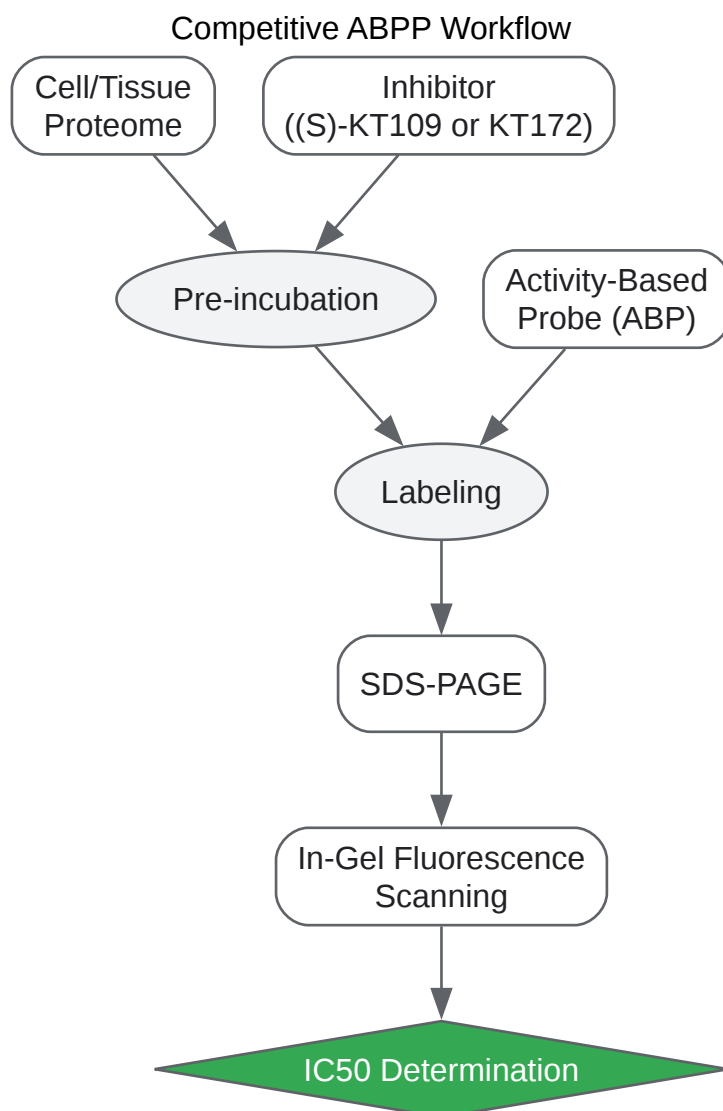 Competitive ABPP Workflow
Cell/Tissue
Proteome
Inhibitor
((S)-KT109 or KT172)
Pre-incubation
Activity-Based
Probe (ABP)
Labeling
SDS-PAGE
In-Gel Fluorescence
Scanning
IC50 Determination